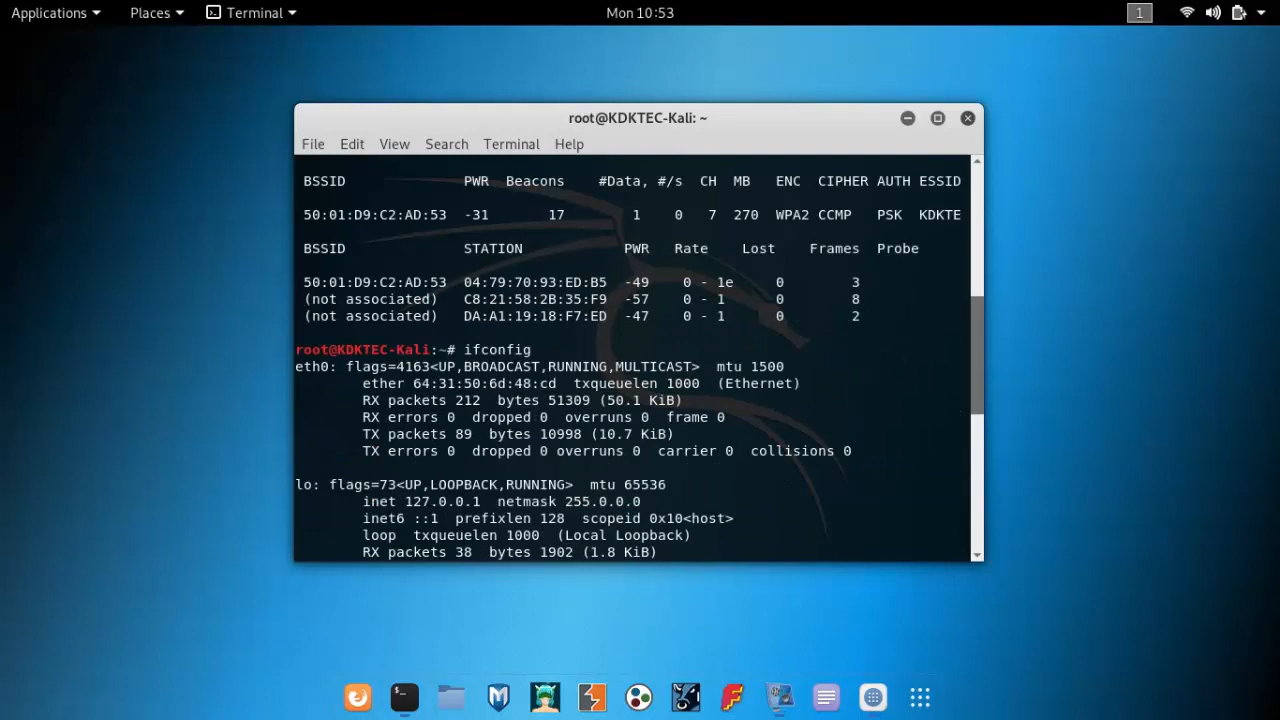 Applications Places Terminal Mon 10:53 1
root@KDKTEC-Kali: ~
File Edit View Search Terminal Help
BSSID PWR Beacons #Data, #/s CH MB ENC CIPHER AUTH ESSID
50:01:D9:C2:AD:53 -31 17 1 0 7 270 WPA2 CCMP PSK KDKTE
BSSID STATION PWR Rate Lost Frames Probe
50:01:D9:C2:AD:53 04:79:70:93:ED:B5 -49 0 - 1e 0 3
(not associated) C8:21:58:2B:35:F9 -57 0 - 1 0 8
(not associated) DA:A1:19:18:F7:ED -47 0 - 1 0 2
root@KDKTEC-Kali:~# ifconfig
eth0: flags=4163<UP,BROADCAST,RUNNING,MULTICAST> mtu 1500
ether 64:31:50:6d:48:cd txqueuelen 1000 (Ethernet)
RX packets 212 bytes 51309 (50.1 KiB)
RX errors 0 dropped 0 overruns 0 frame 0
TX packets 89 bytes 10998 (10.7 KiB)
TX errors 0 dropped 0 overruns 0 carrier 0 collisions 0
lo: flags=73<UP,LOOPBACK,RUNNING> mtu 65536
inet 127.0.0.1 netmask 255.0.0.0
inet6 ::1 prefixlen 128 scopeid 0x10<host>
loop txqueuelen 1000 (Local Loopback)
RX packets 38 bytes 1902 (1.8 KiB)